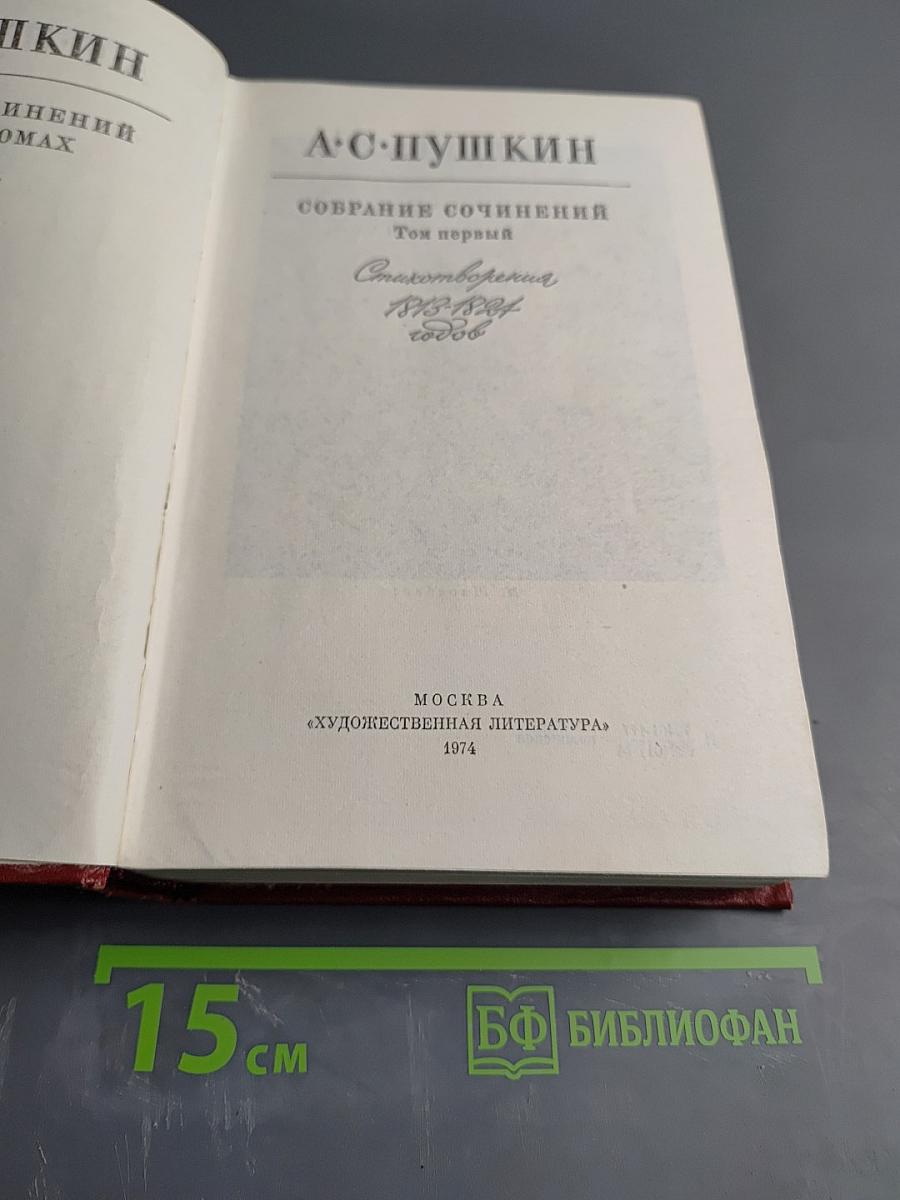 ШКИН
ИНЕНИЙ
ОМАХ
А·С·ПУШКИН
СОБРАНИЕ СОЧИНЕНИЙ
Том первый
Стихотворения
1813-1824
годов
МОСКВА
«ХУДОЖЕСТВЕННАЯ ЛИТЕРАТУРА»
1974
15 см
БФ БИБЛИОФАН